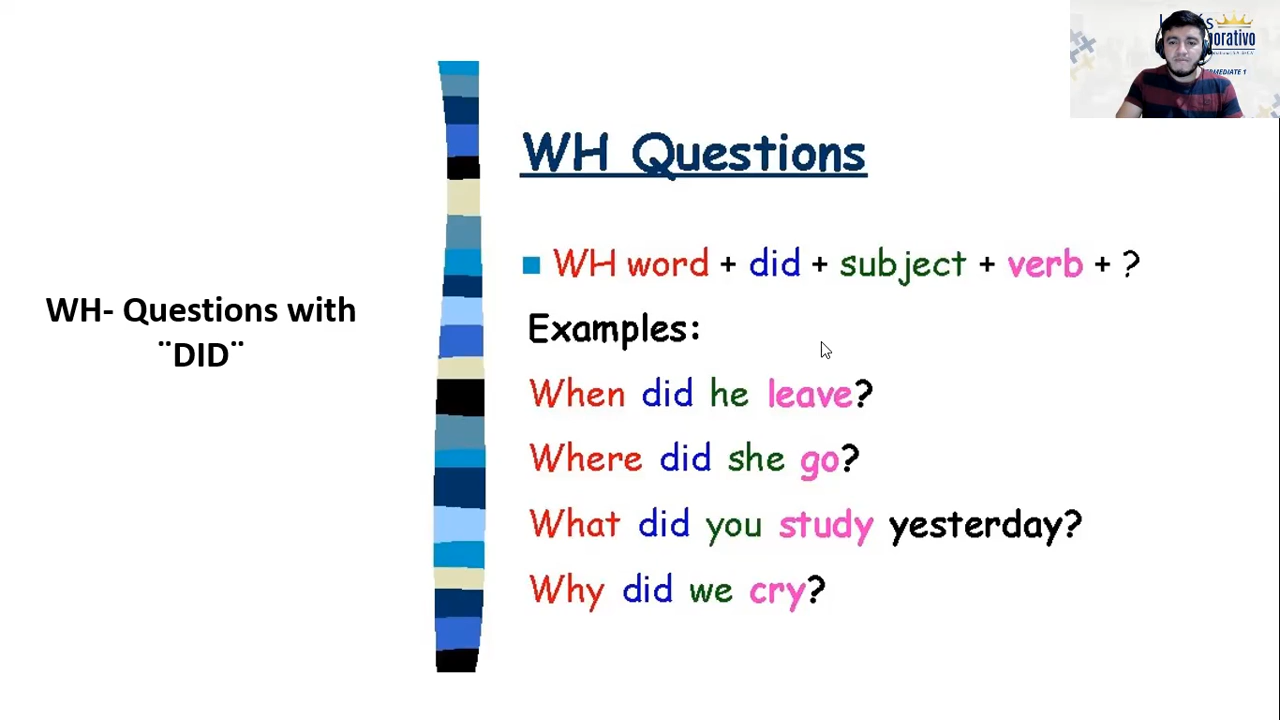 WH- Questions with
¨DID¨
WH Questions
WH word + did + subject + verb + ?
Examples:
When did he leave?
Where did she go?
What did you study yesterday?
Why did we cry?